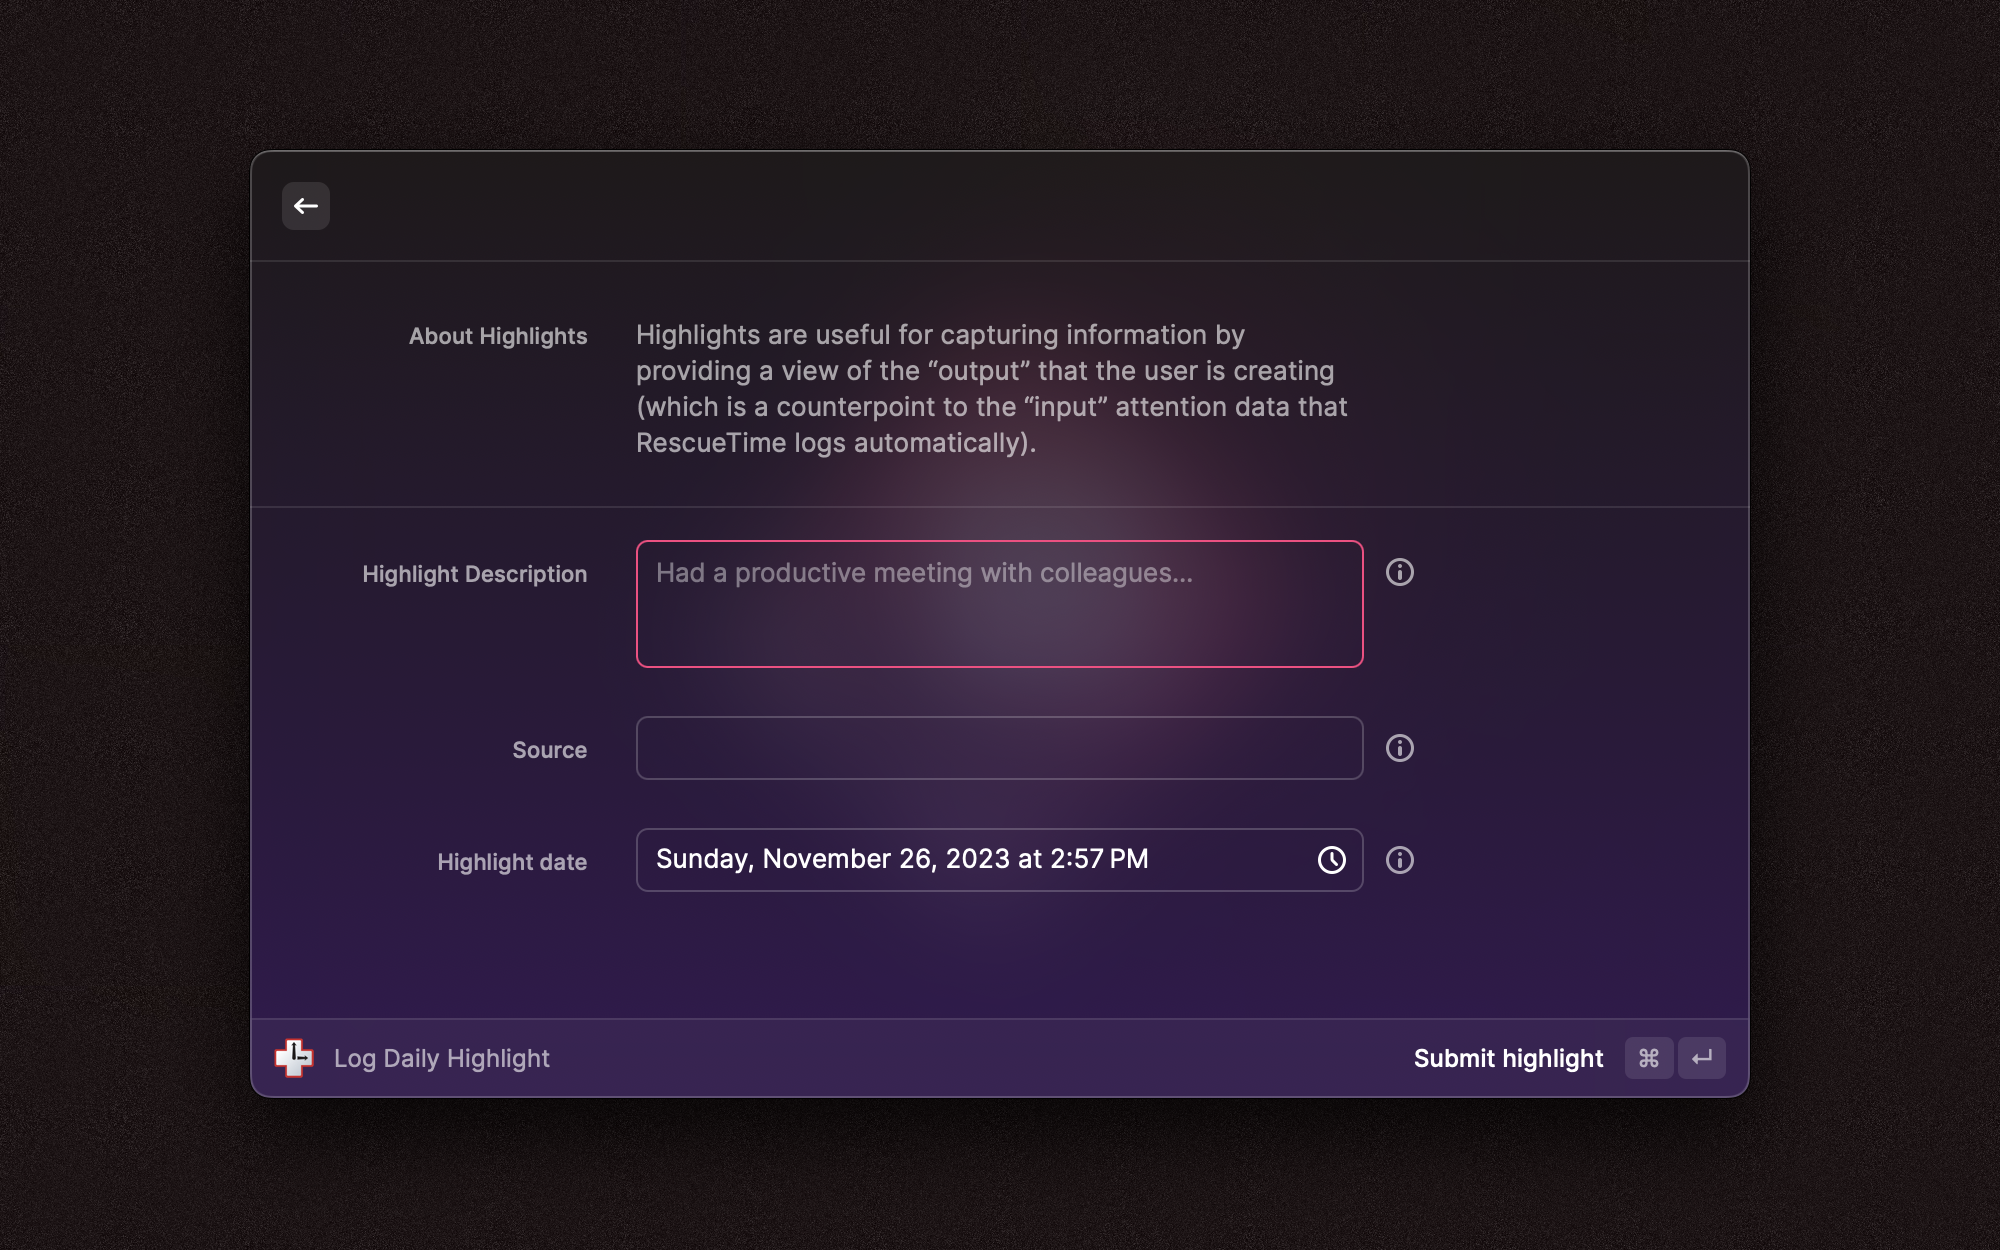 About Highlights
Highlights are useful for capturing information by
providing a view of the “output” that the user is creating
(which is a counterpoint to the “input” attention data that
RescueTime logs automatically).
Highlight Description
Had a productive meeting with colleagues...
Source
Highlight date
Sunday, November 26, 2023 at 2:57 PM
Log Daily Highlight
Submit highlight ⌘ ↵